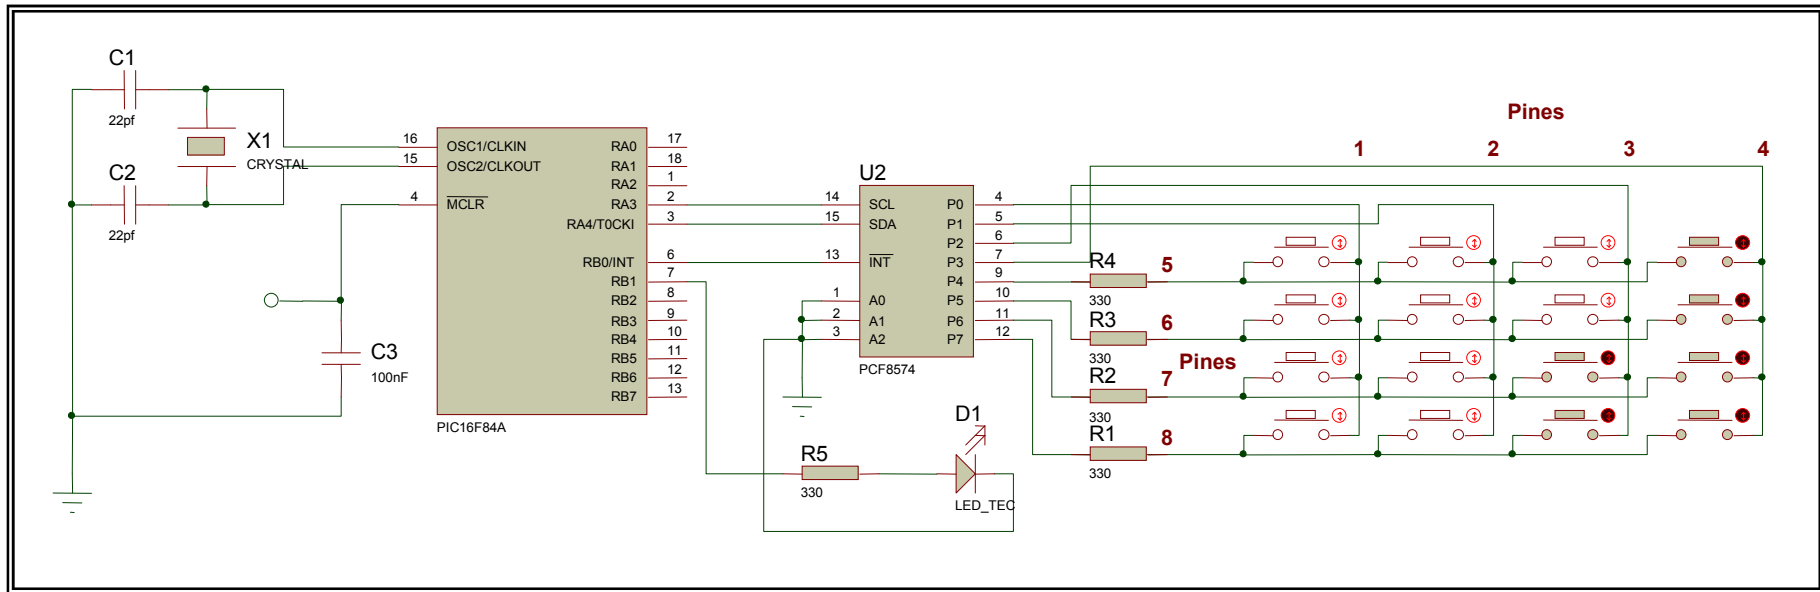 C1
22pf
X1
CRYSTAL
C2
22pf
C3
100nF
16 OSC1/CLKIN
15 OSC2/CLKOUT
4 MCLR
RA0 17
RA1 18
RA2 1
RA3 2
RA4/T0CKI 3
RB0/INT 6
RB1 7
RB2 8
RB3 9
RB4 10
RB5 11
RB6 12
RB7 13
PIC16F84A
U2
14 SCL
15 SDA
13 INT
1 A0
2 A1
3 A2
P0 4
P1 5
P2 6
P3 7
P4 9
P5 10
P6 11
P7 12
PCF8574
R5
330
D1
LED_TEC
R4 5
330
R3 6
330
Pines
R2 7
330
R1 8
330
Pines
1 2 3 4